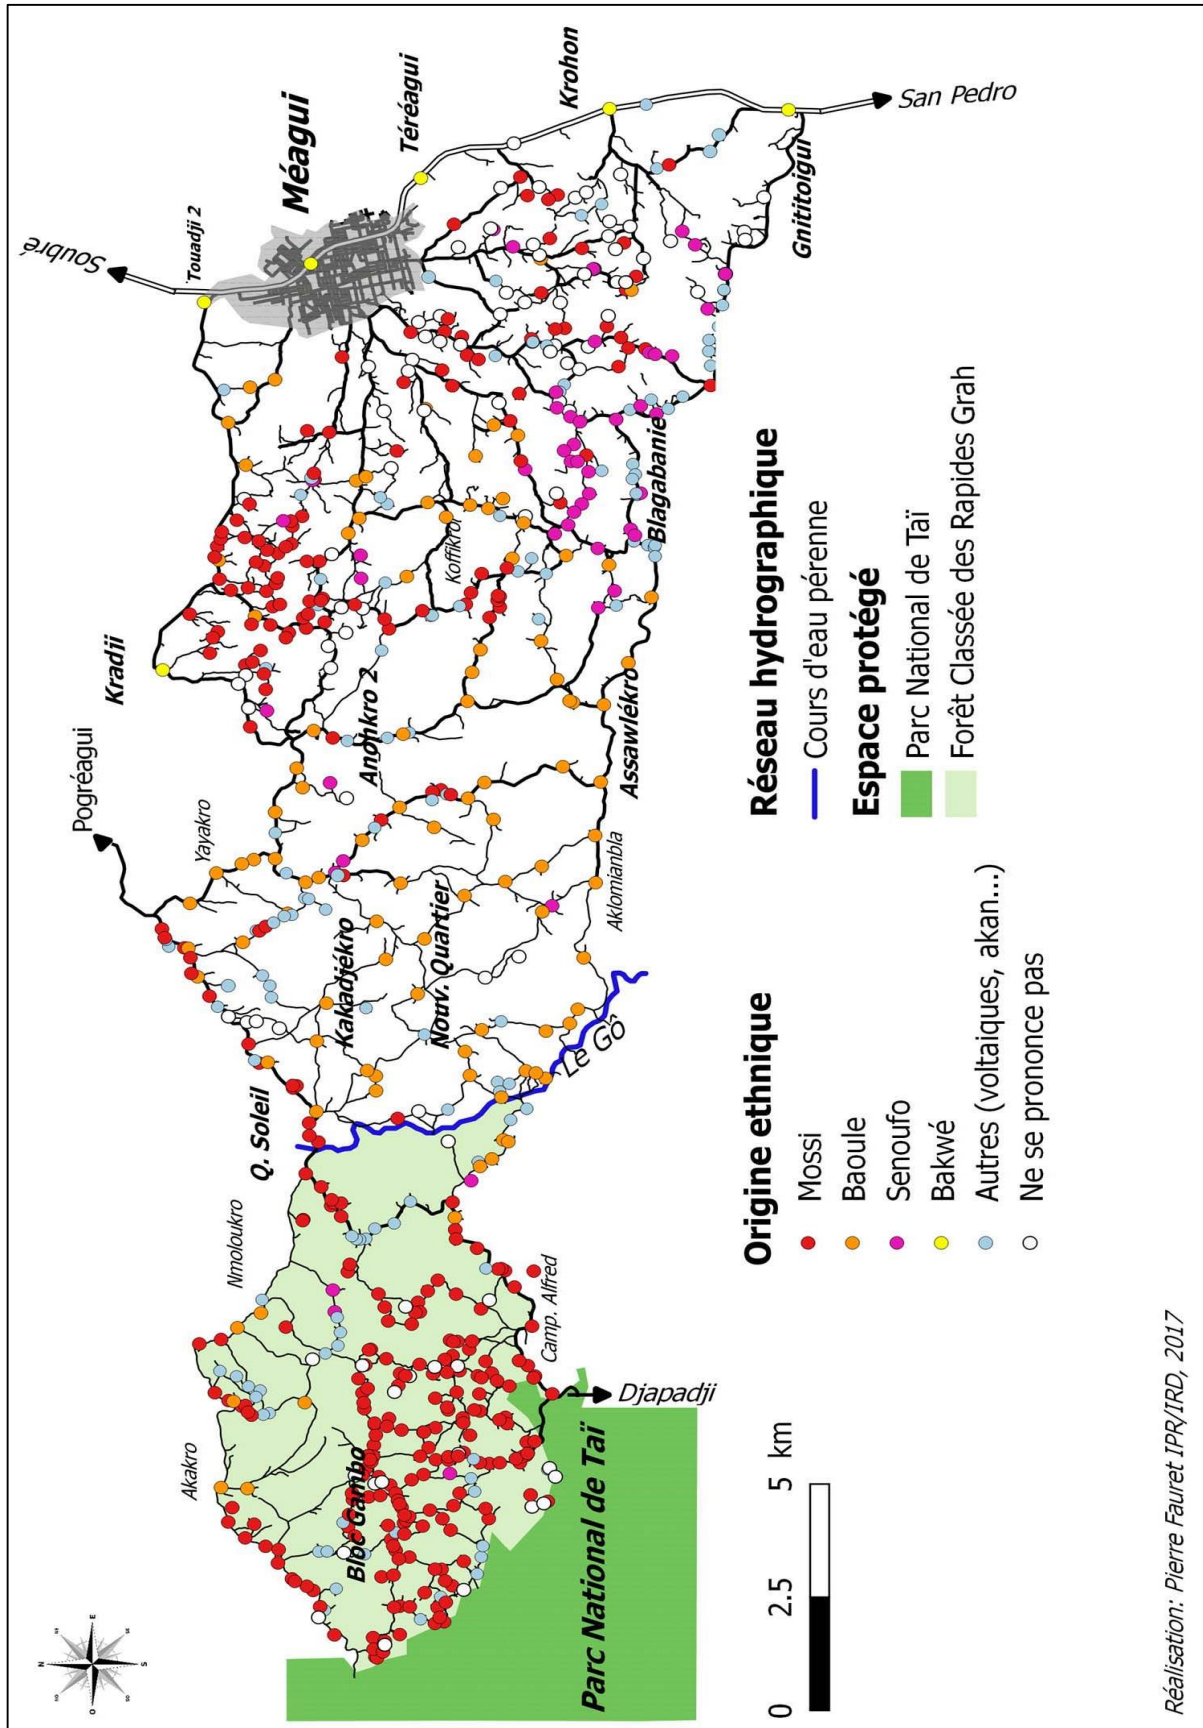 Soubré
Touadji 2
Méagui
Téréagui
Krohon
San Pedro
Gnititoigui
Kradji
Pogréagui
Yayakro
Anonkro 2
Koffikro
Blagabanie
Assawlékro
Aklomianbla
Kakadjékro
Nouv. Quartier
Le Gô
Q. Soleil
Nmoloukro
Akakro
Bloc Gambo
Camp. Alfred
Djapadji
Parc National de Taï
N
E
S
O
0 2.5 5 km
Origine ethnique
Mossi
Baoule
Senoufo
Bakwé
Autres (voltaiques, akan...)
Ne se prononce pas
Réseau hydrographique
Cours d'eau pérenne
Espace protégé
Parc National de Taï
Forêt Classée des Rapides Grah
Réalisation: Pierre Fauret IPR/IRD, 2017